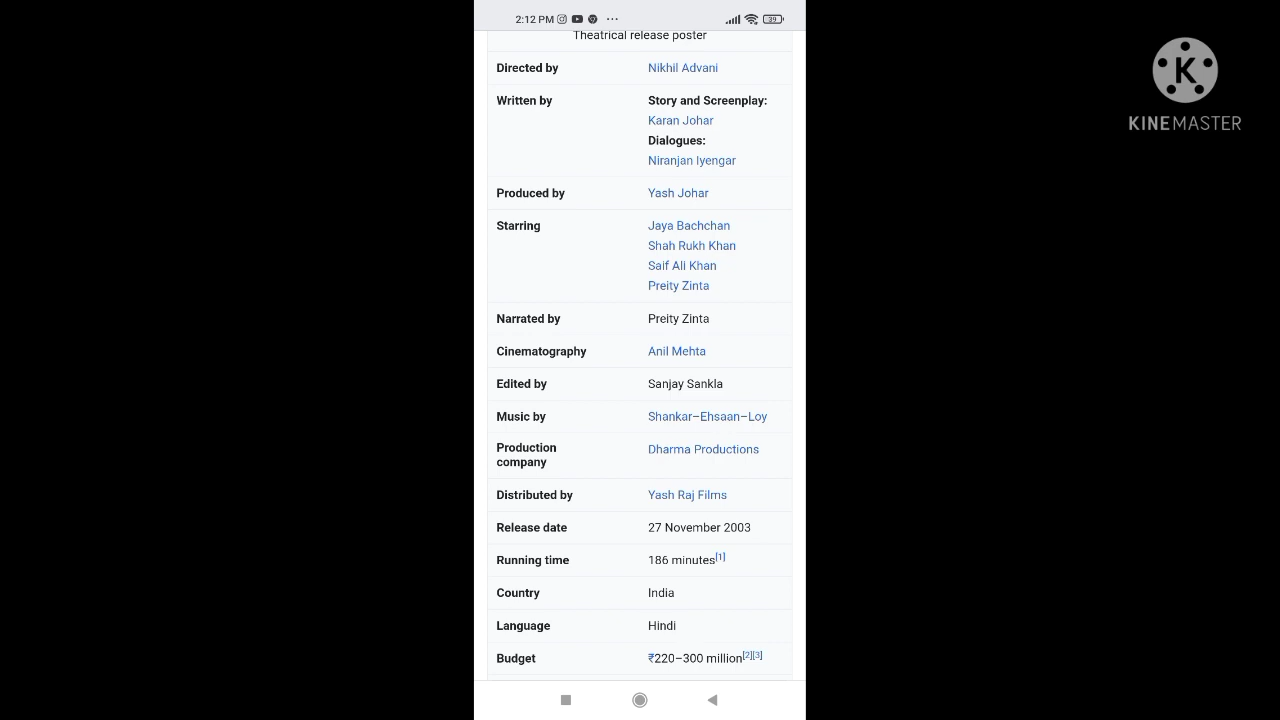 2:12 PM
39
Theatrical release poster
Directed by Nikhil Advani
Written by Story and Screenplay:
Karan Johar
Dialogues:
Niranjan Iyengar
Produced by Yash Johar
Starring Jaya Bachchan
Shah Rukh Khan
Saif Ali Khan
Preity Zinta
Narrated by Preity Zinta
Cinematography Anil Mehta
Edited by Sanjay Sankla
Music by Shankar–Ehsaan–Loy
Production company Dharma Productions
Distributed by Yash Raj Films
Release date 27 November 2003
Running time 186 minutes[1]
Country India
Language Hindi
Budget ₹220–300 million[2][3]
K
KINEMASTER